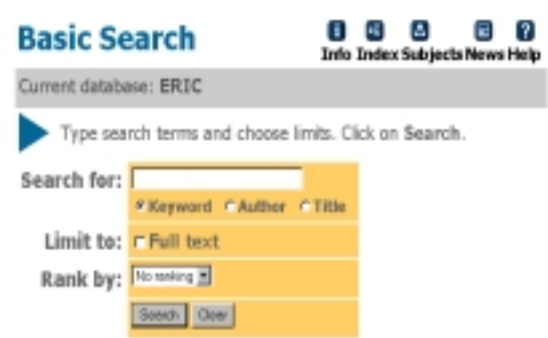 Basic Search
Info Index Subjects News Help
Current database: ERIC
Type search terms and choose limits. Click on Search.
Search for:
Keyword Author Title
Limit to: Full text
Rank by: No ranking
Search Clear